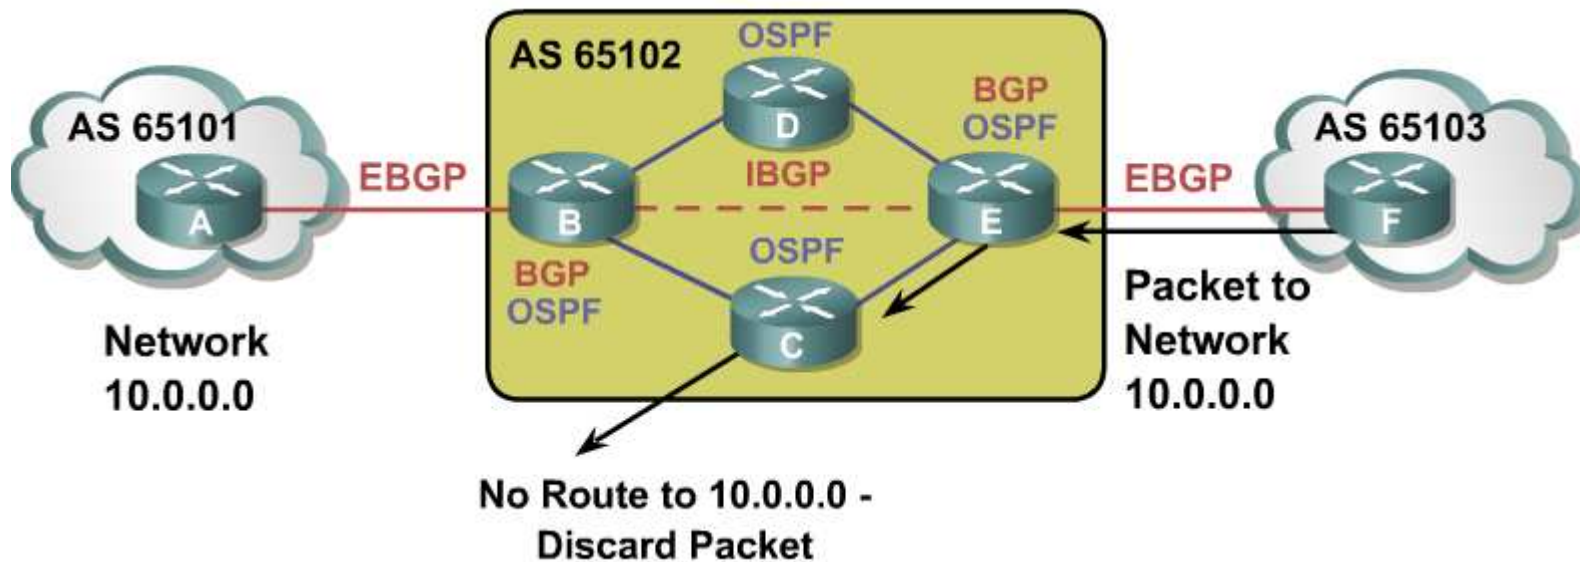 OSPF
AS 65102
D
BGP
OSPF
AS 65101
AS 65103
EBGP
IBGP
EBGP
A
B
E
F
OSPF
BGP
OSPF
C
Packet to
Network
10.0.0.0
Network
10.0.0.0
No Route to 10.0.0.0 -
Discard Packet